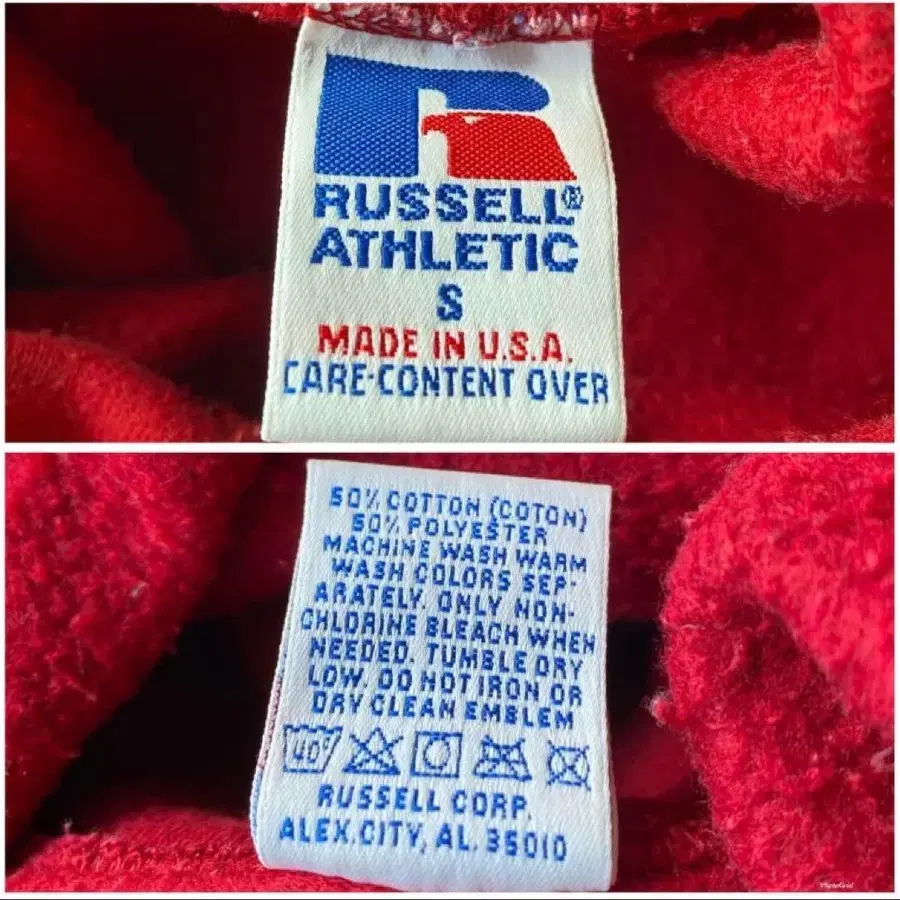 RUSSELL®
ATHLETIC
S
MADE IN U.S.A.
CARE-CONTENT OVER
50% COTTON (COTON)
50% POLYESTER
MACHINE WASH WARM
WASH COLORS SEP-
ARATELY. ONLY NON-
CHLORINE BLEACH WHEN
NEEDED. TUMBLE DRY
LOW. DO NOT IRON OR
DRY CLEAN EMBLEM
40°
RUSSELL CORP.
ALEX.CITY, AL. 35010
PhotoGrid